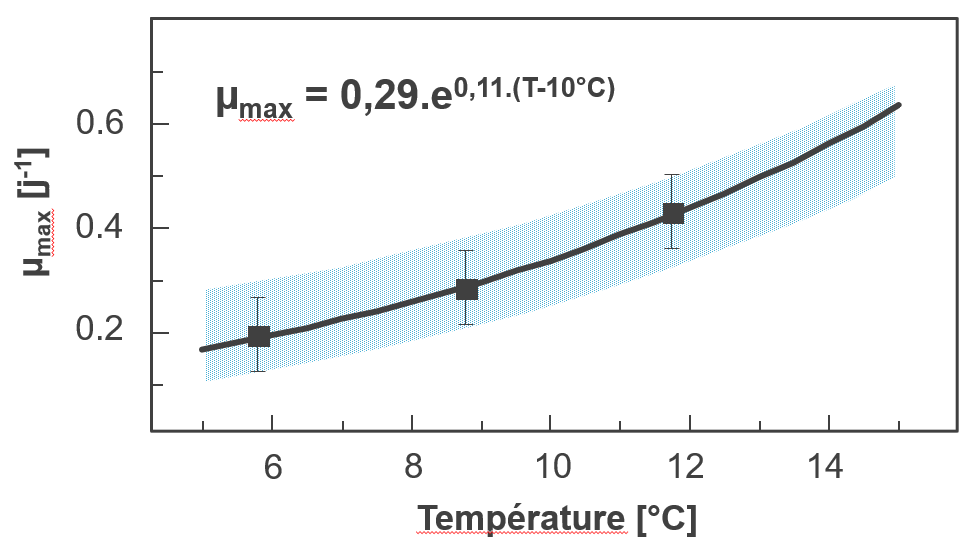 μmax = 0,29.e0,11.(T-10°C)
μmax [j-1]
0.6
0.4
0.2
6 8 10 12 14
Température [°C]